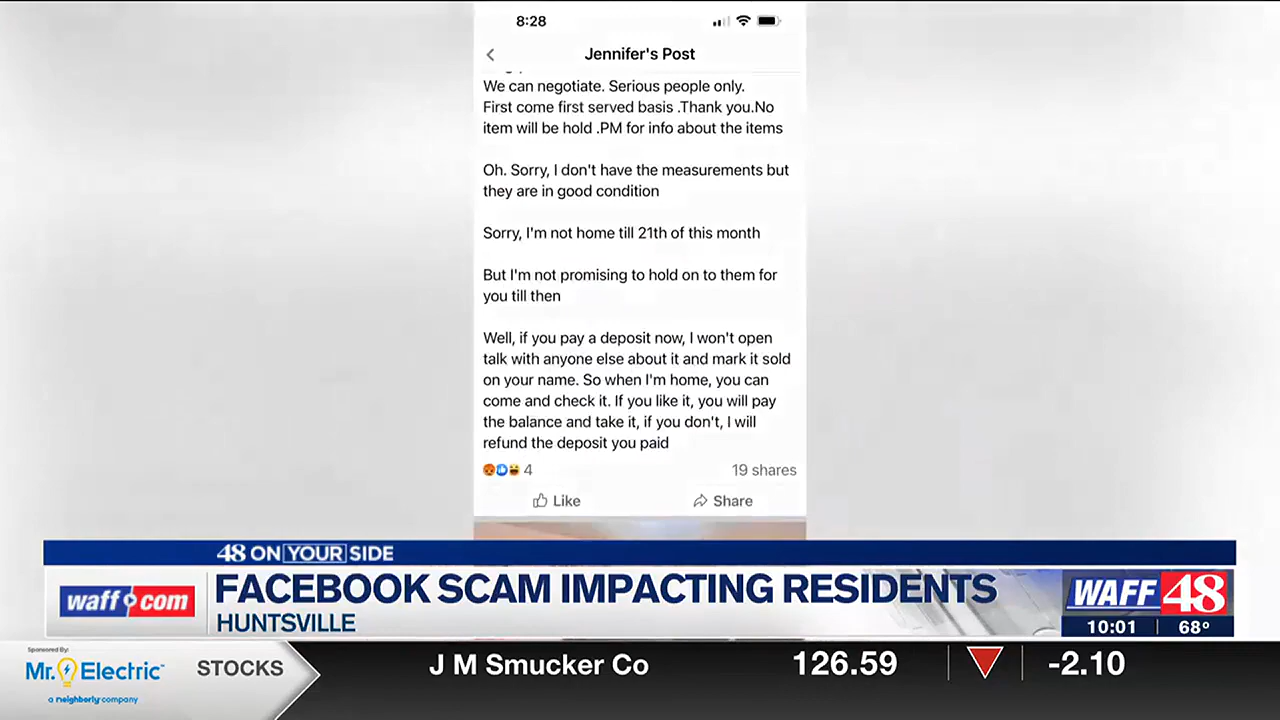 8:28
Jennifer's Post
We can negotiate. Serious people only.
First come first served basis .Thank you.No
item will be hold .PM for info about the items
Oh. Sorry, I don't have the measurements but
they are in good condition
Sorry, I'm not home till 21th of this month
But I'm not promising to hold on to them for
you till then
Well, if you pay a deposit now, I won't open
talk with anyone else about it and mark it sold
on your name. So when I'm home, you can
come and check it. If you like it, you will pay
the balance and take it, if you don't, I will
refund the deposit you paid
4
19 shares
Like
Share
48 ON YOUR SIDE
waff com
FACEBOOK SCAM IMPACTING RESIDENTS
HUNTSVILLE
WAFF 48
10:01 68°
Sponsored By:
Mr. Electric
a neighborly company
STOCKS
J M Smucker Co 126.59 -2.10